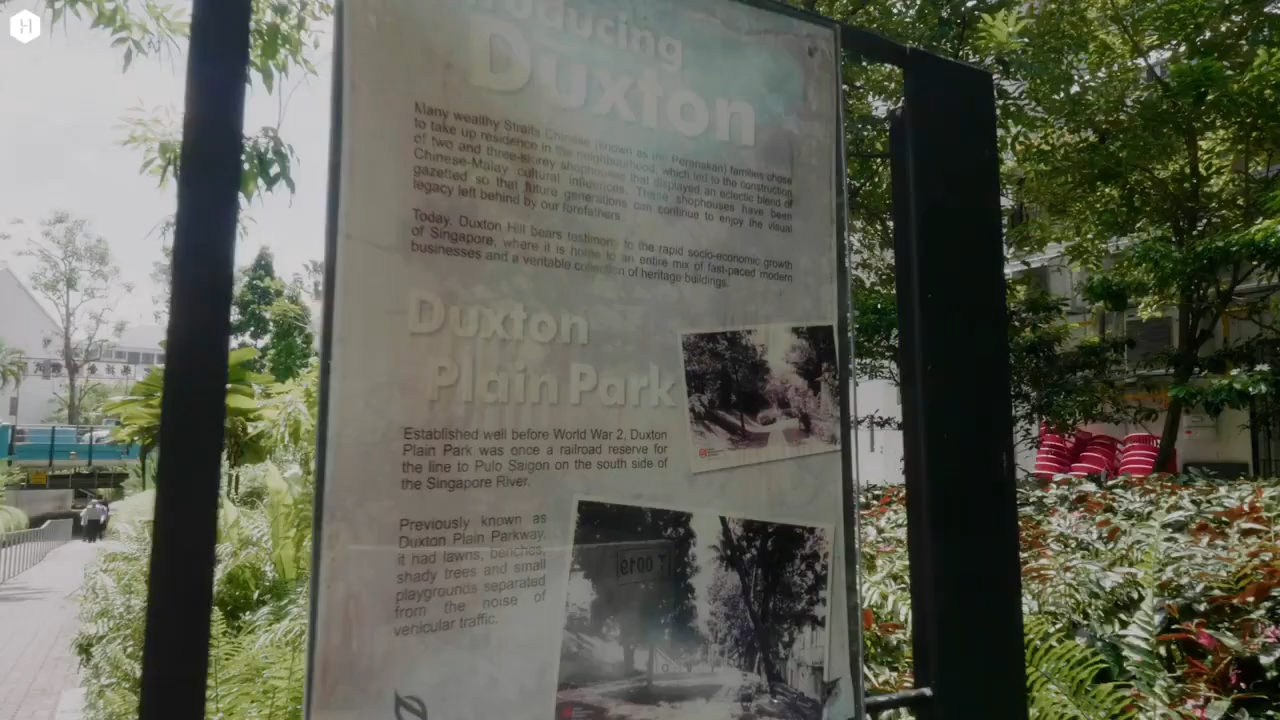 Duxton
Many wealthy Straits Chinese (known as the Peranakan) families chose
to take up residence in the neighbourhood, which led to the construction
of two and three-storey shophouses that displayed an eclectic blend of
Chinese-Malay cultural influences. These shophouses have been
gazetted so that future generations can continue to enjoy the visual
legacy left behind by our forefathers.
Today, Duxton Hill bears testimony to the rapid socio-economic growth
of Singapore, where it is home to an entire mix of fast-paced modern
businesses and a veritable collection of heritage buildings.
Duxton
Plain Park
Established well before World War 2, Duxton
Plain Park was once a railroad reserve for
the line to Pulo Saigon on the south side of
the Singapore River.
Previously known as
Duxton Plain Parkway,
it had lawns, benches,
shady trees and small
playgrounds separated
from the noise of
vehicular traffic.